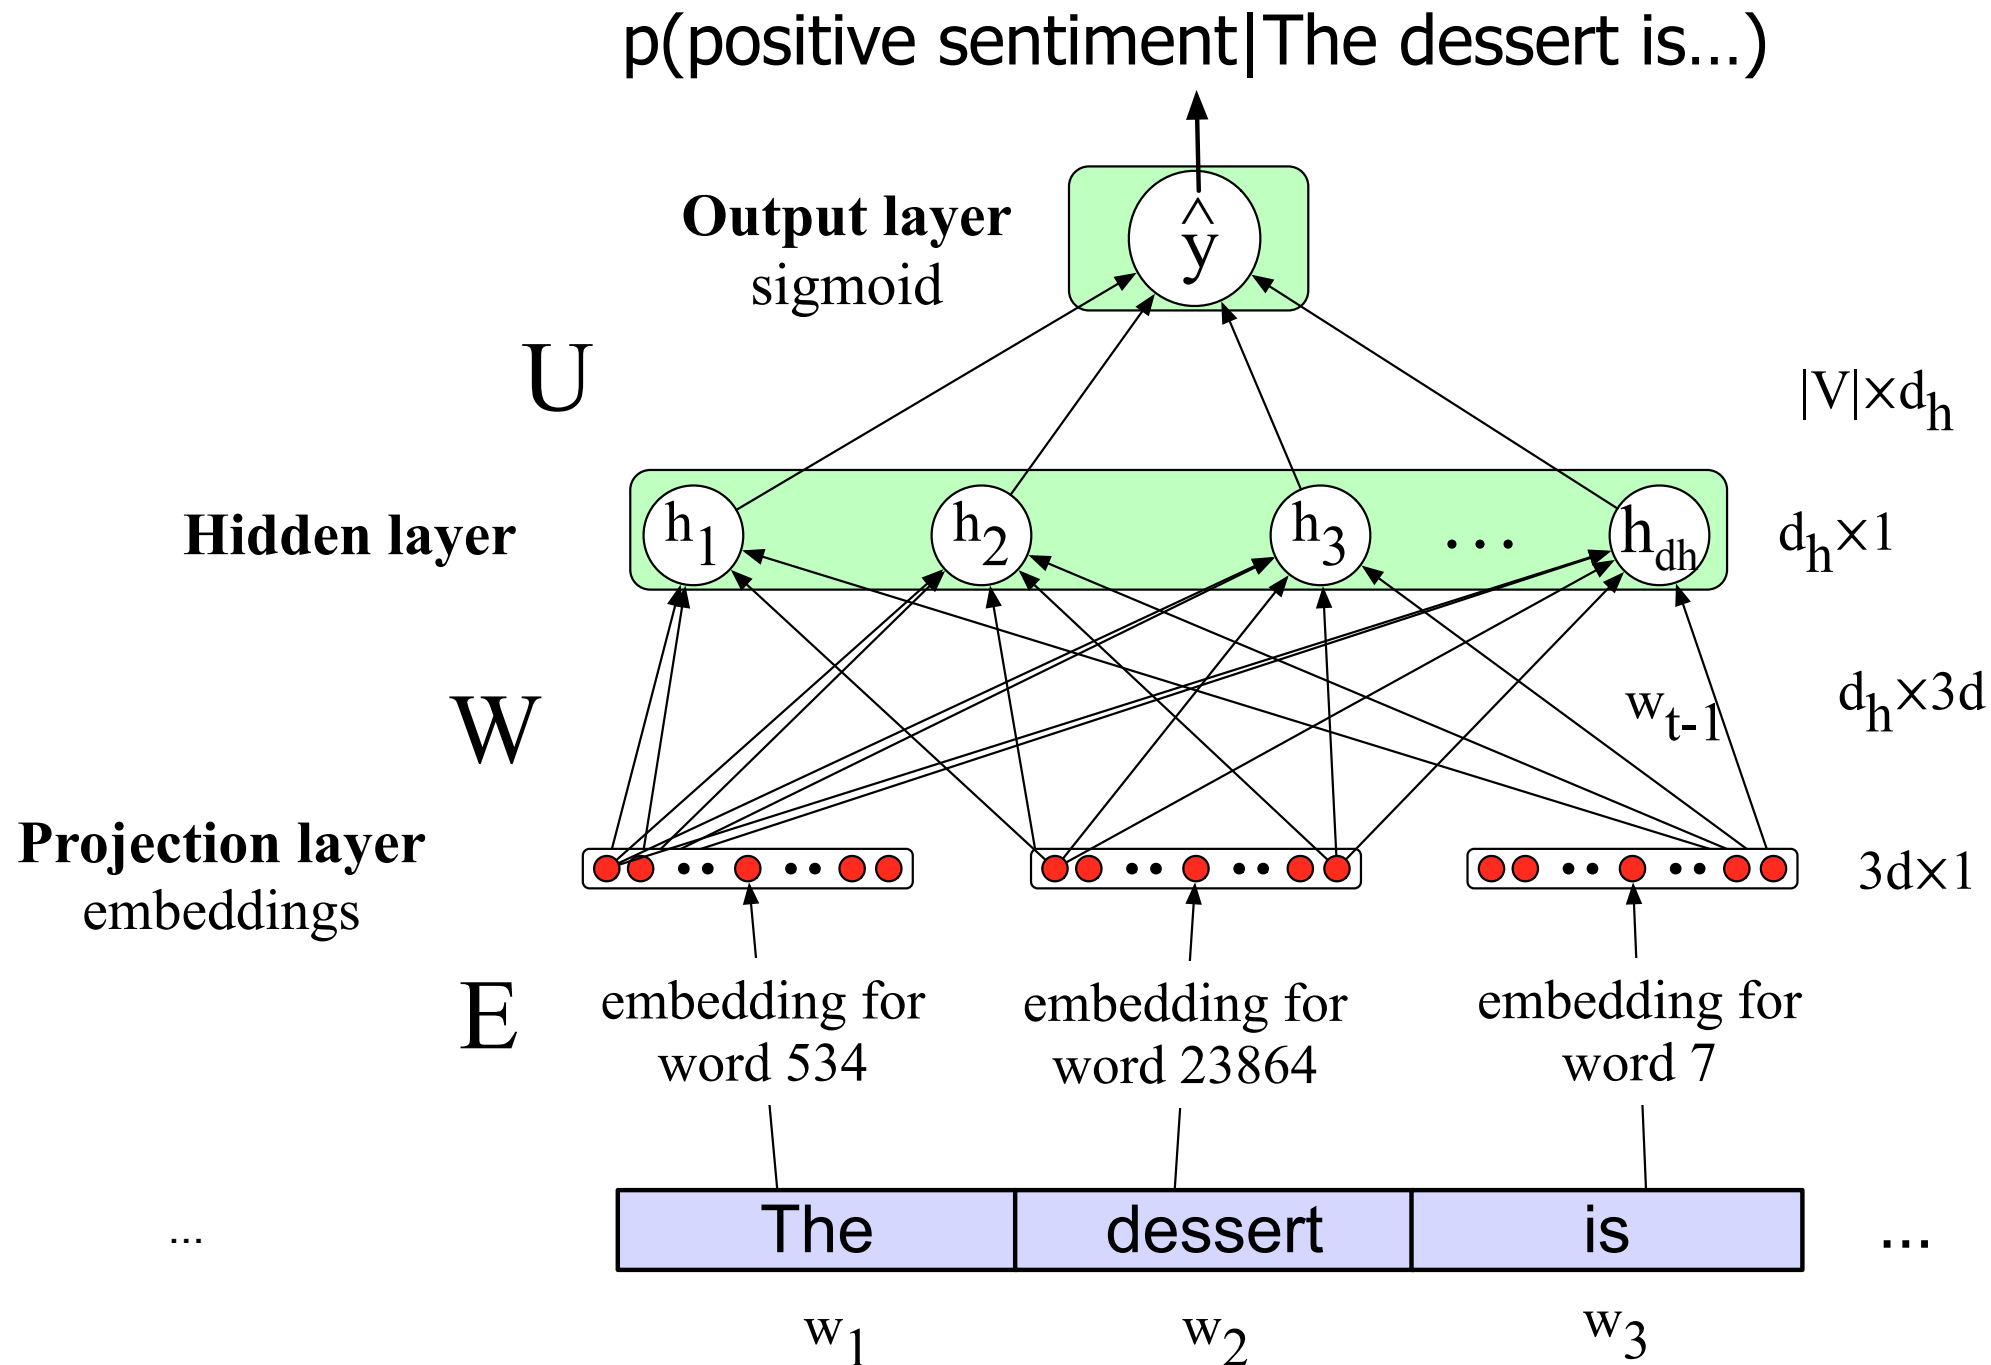 p(positive sentiment|The dessert is...)
Output layer
sigmoid
ŷ
U
|V|×dh
Hidden layer
h1
h2
h3
...
hdh
dh×1
W
wt-1
dh×3d
Projection layer
embeddings
3d×1
E
embedding for
word 534
embedding for
word 23864
embedding for
word 7
...
The
dessert
is
...
w1
w2
w3